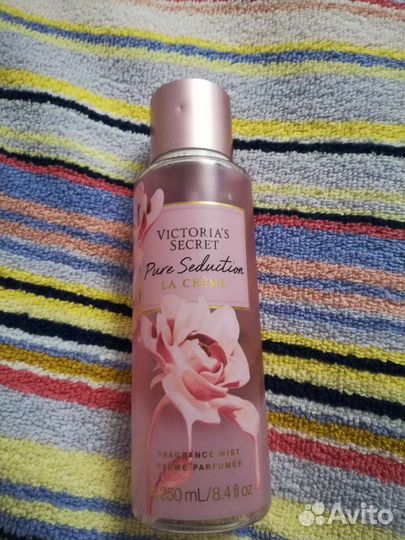 VICTORIA'S
SECRET
Pure Seduction
LA CRÈME
FRAGRANCE MIST
BRUME PARFUMÉE
250 mL/8.4 fl oz
Avito